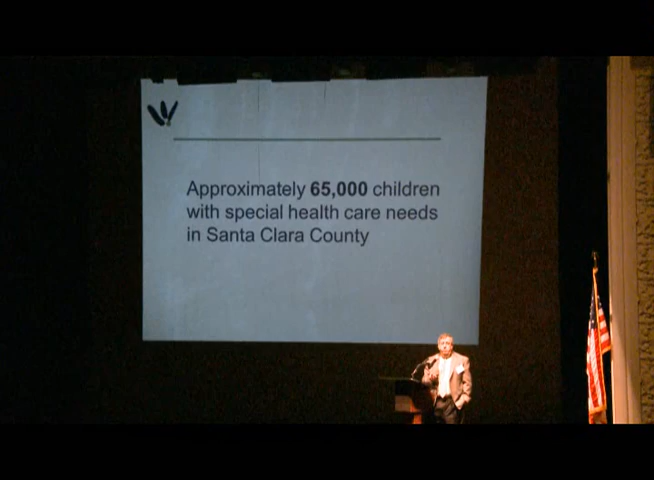 Approximately 65,000 children
with special health care needs
in Santa Clara County